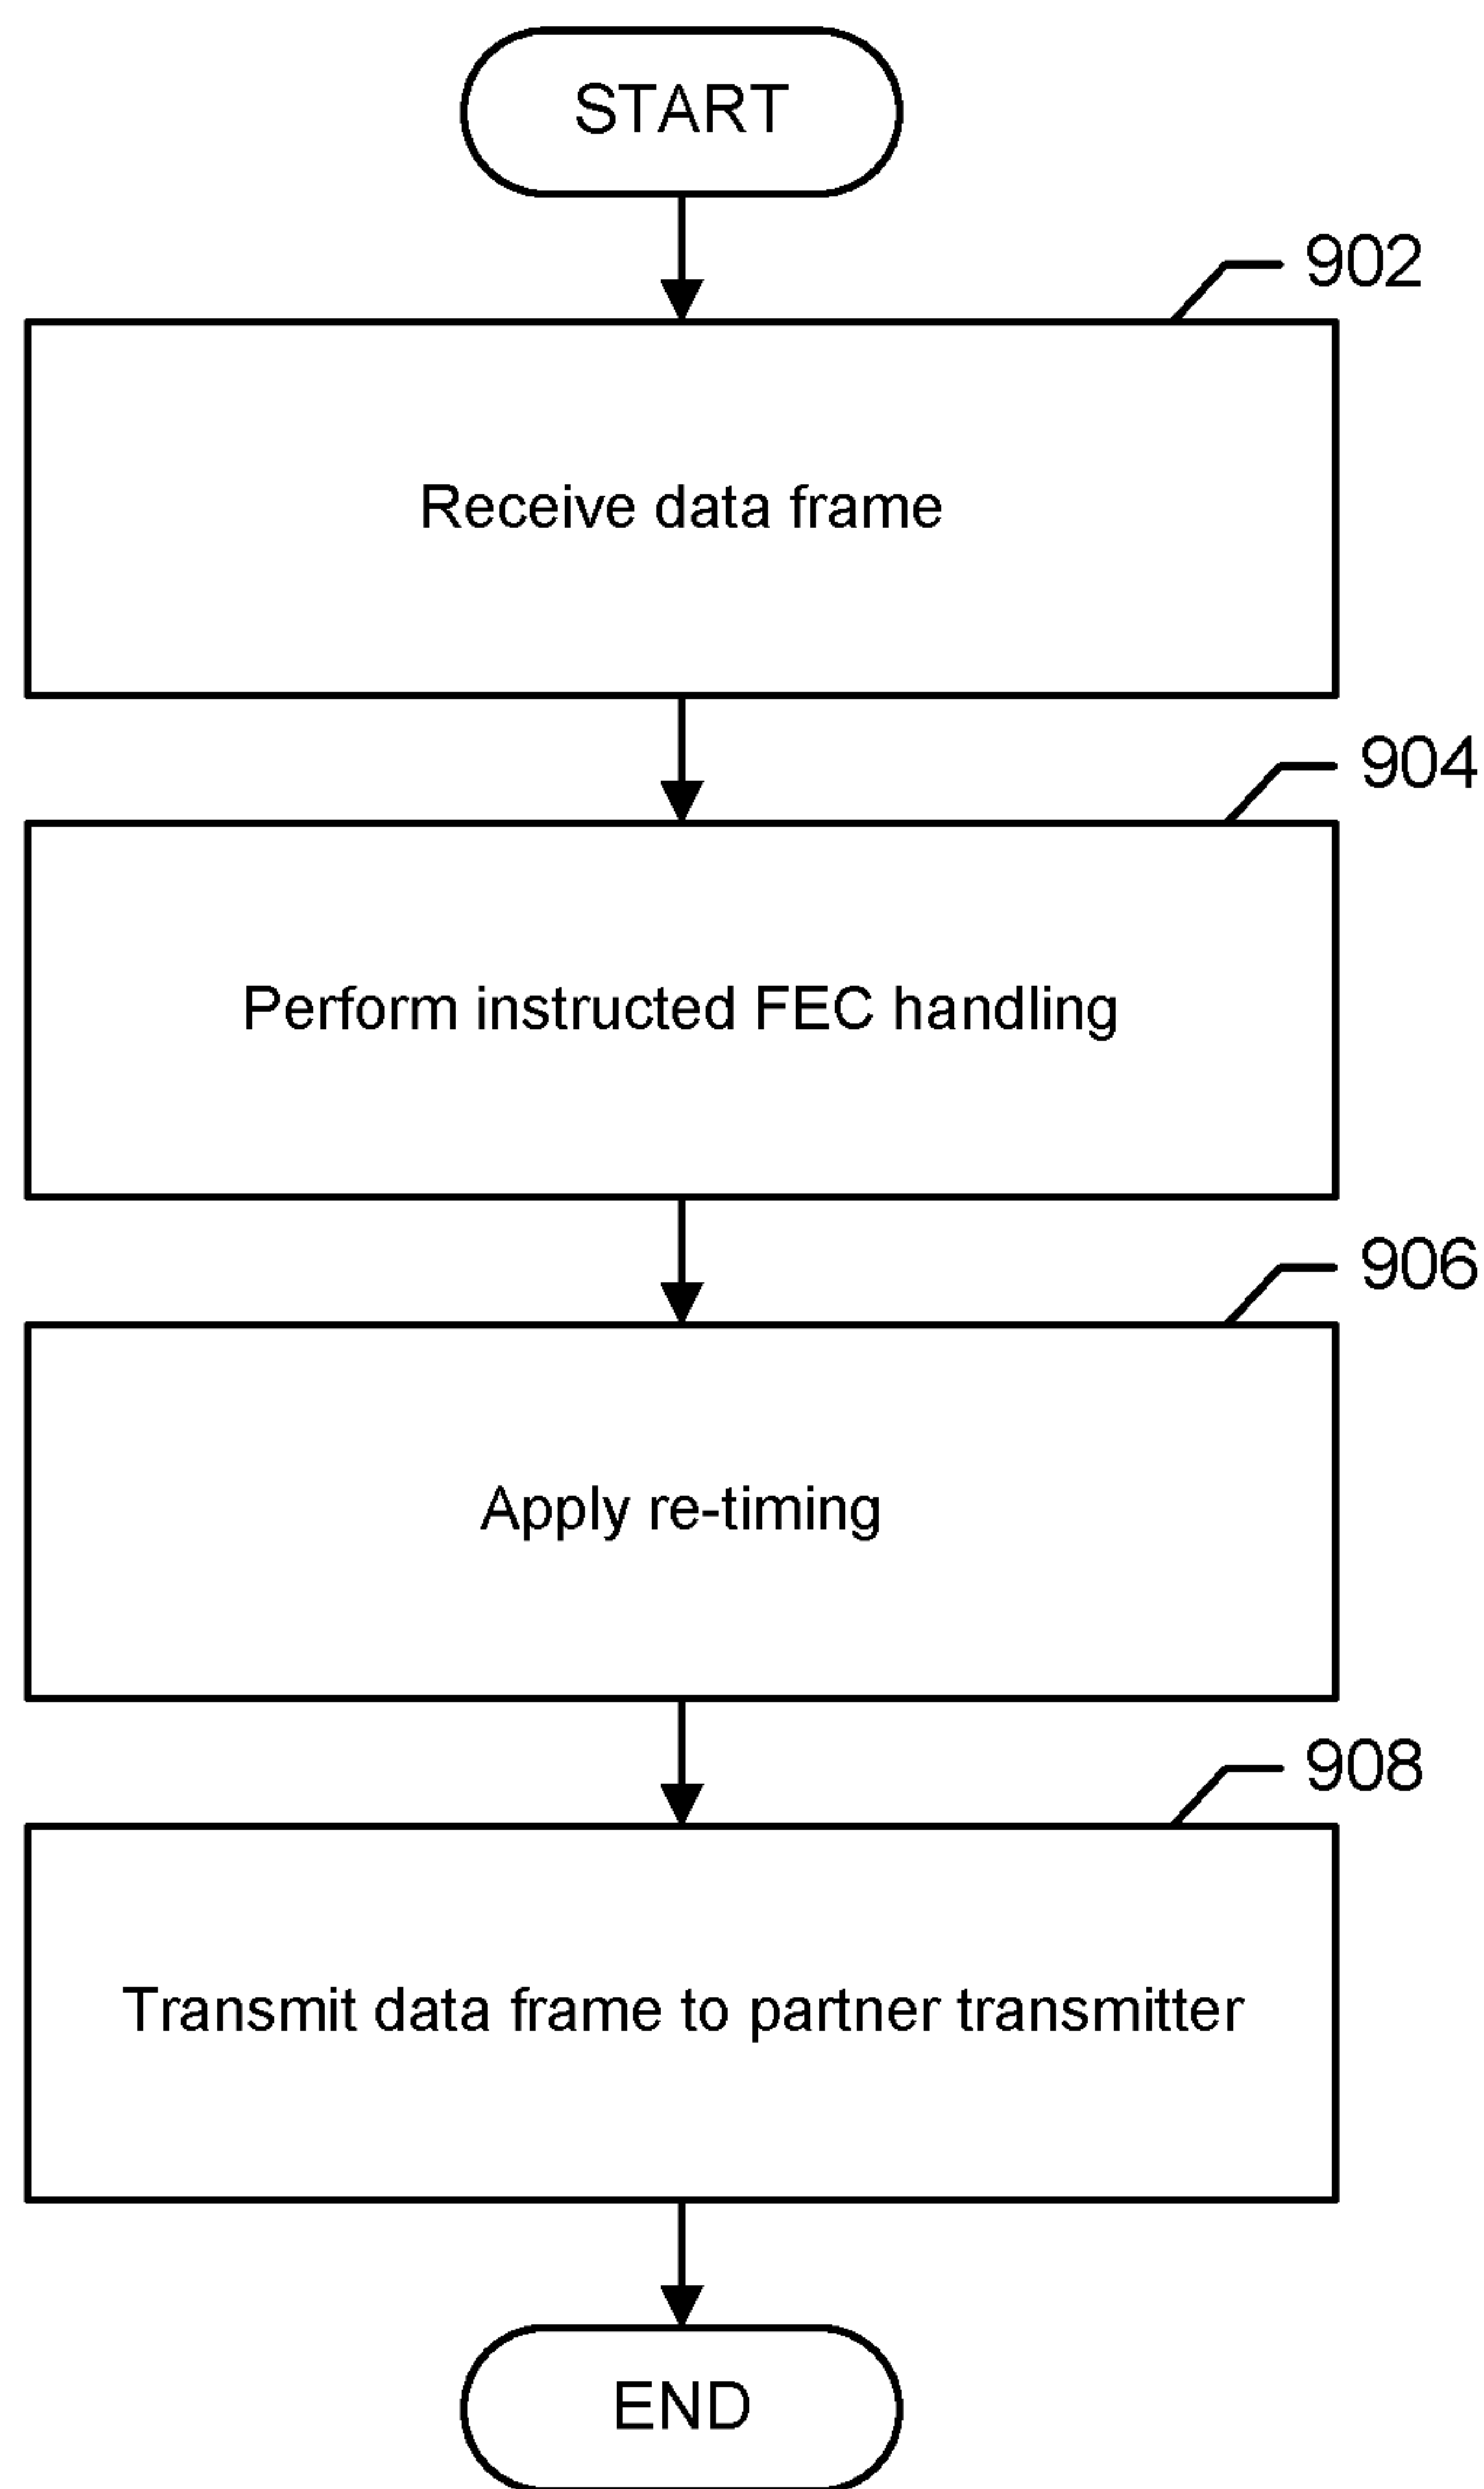 START
902
Receive data frame
904
Perform instructed FEC handling
906
Apply re-timing
908
Transmit data frame to partner transmitter
END